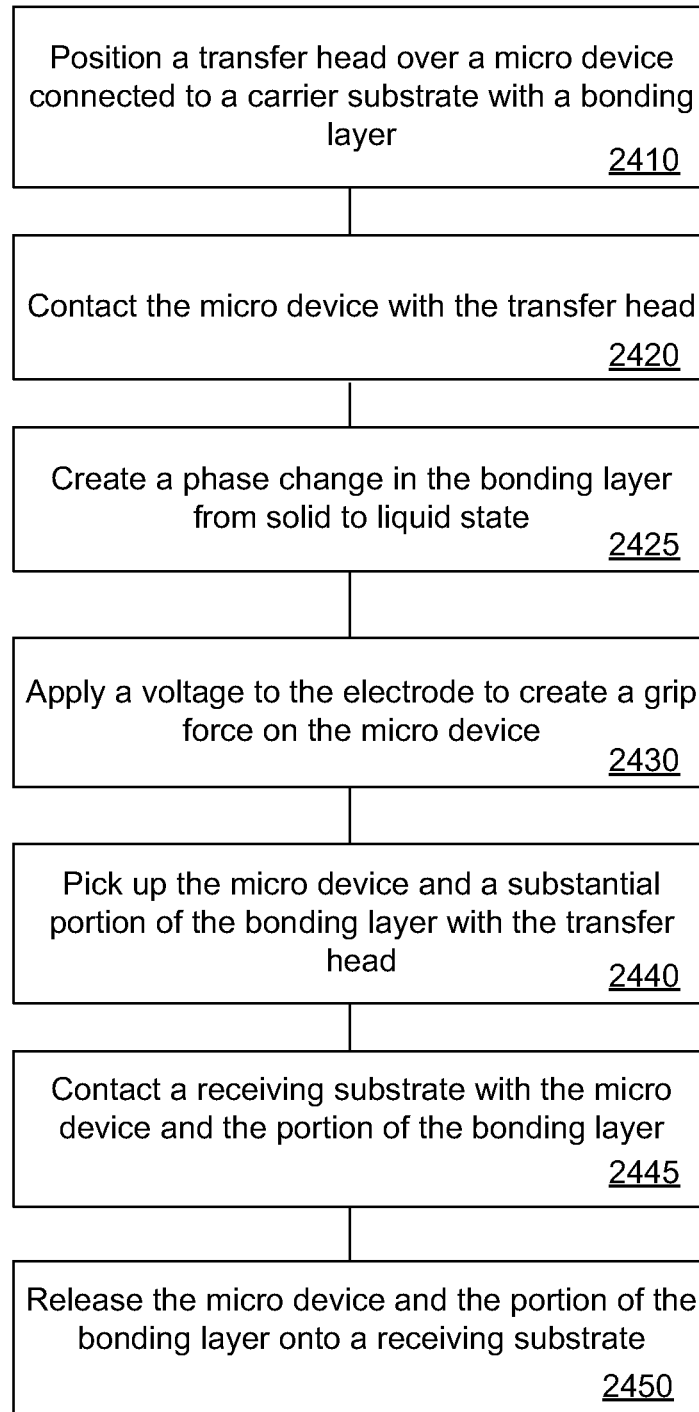 Position a transfer head over a micro device
connected to a carrier substrate with a bonding
layer
2410
Contact the micro device with the transfer head
2420
Create a phase change in the bonding layer
from solid to liquid state
2425
Apply a voltage to the electrode to create a grip
force on the micro device
2430
Pick up the micro device and a substantial
portion of the bonding layer with the transfer
head
2440
Contact a receiving substrate with the micro
device and the portion of the bonding layer
2445
Release the micro device and the portion of the
bonding layer onto a receiving substrate
2450